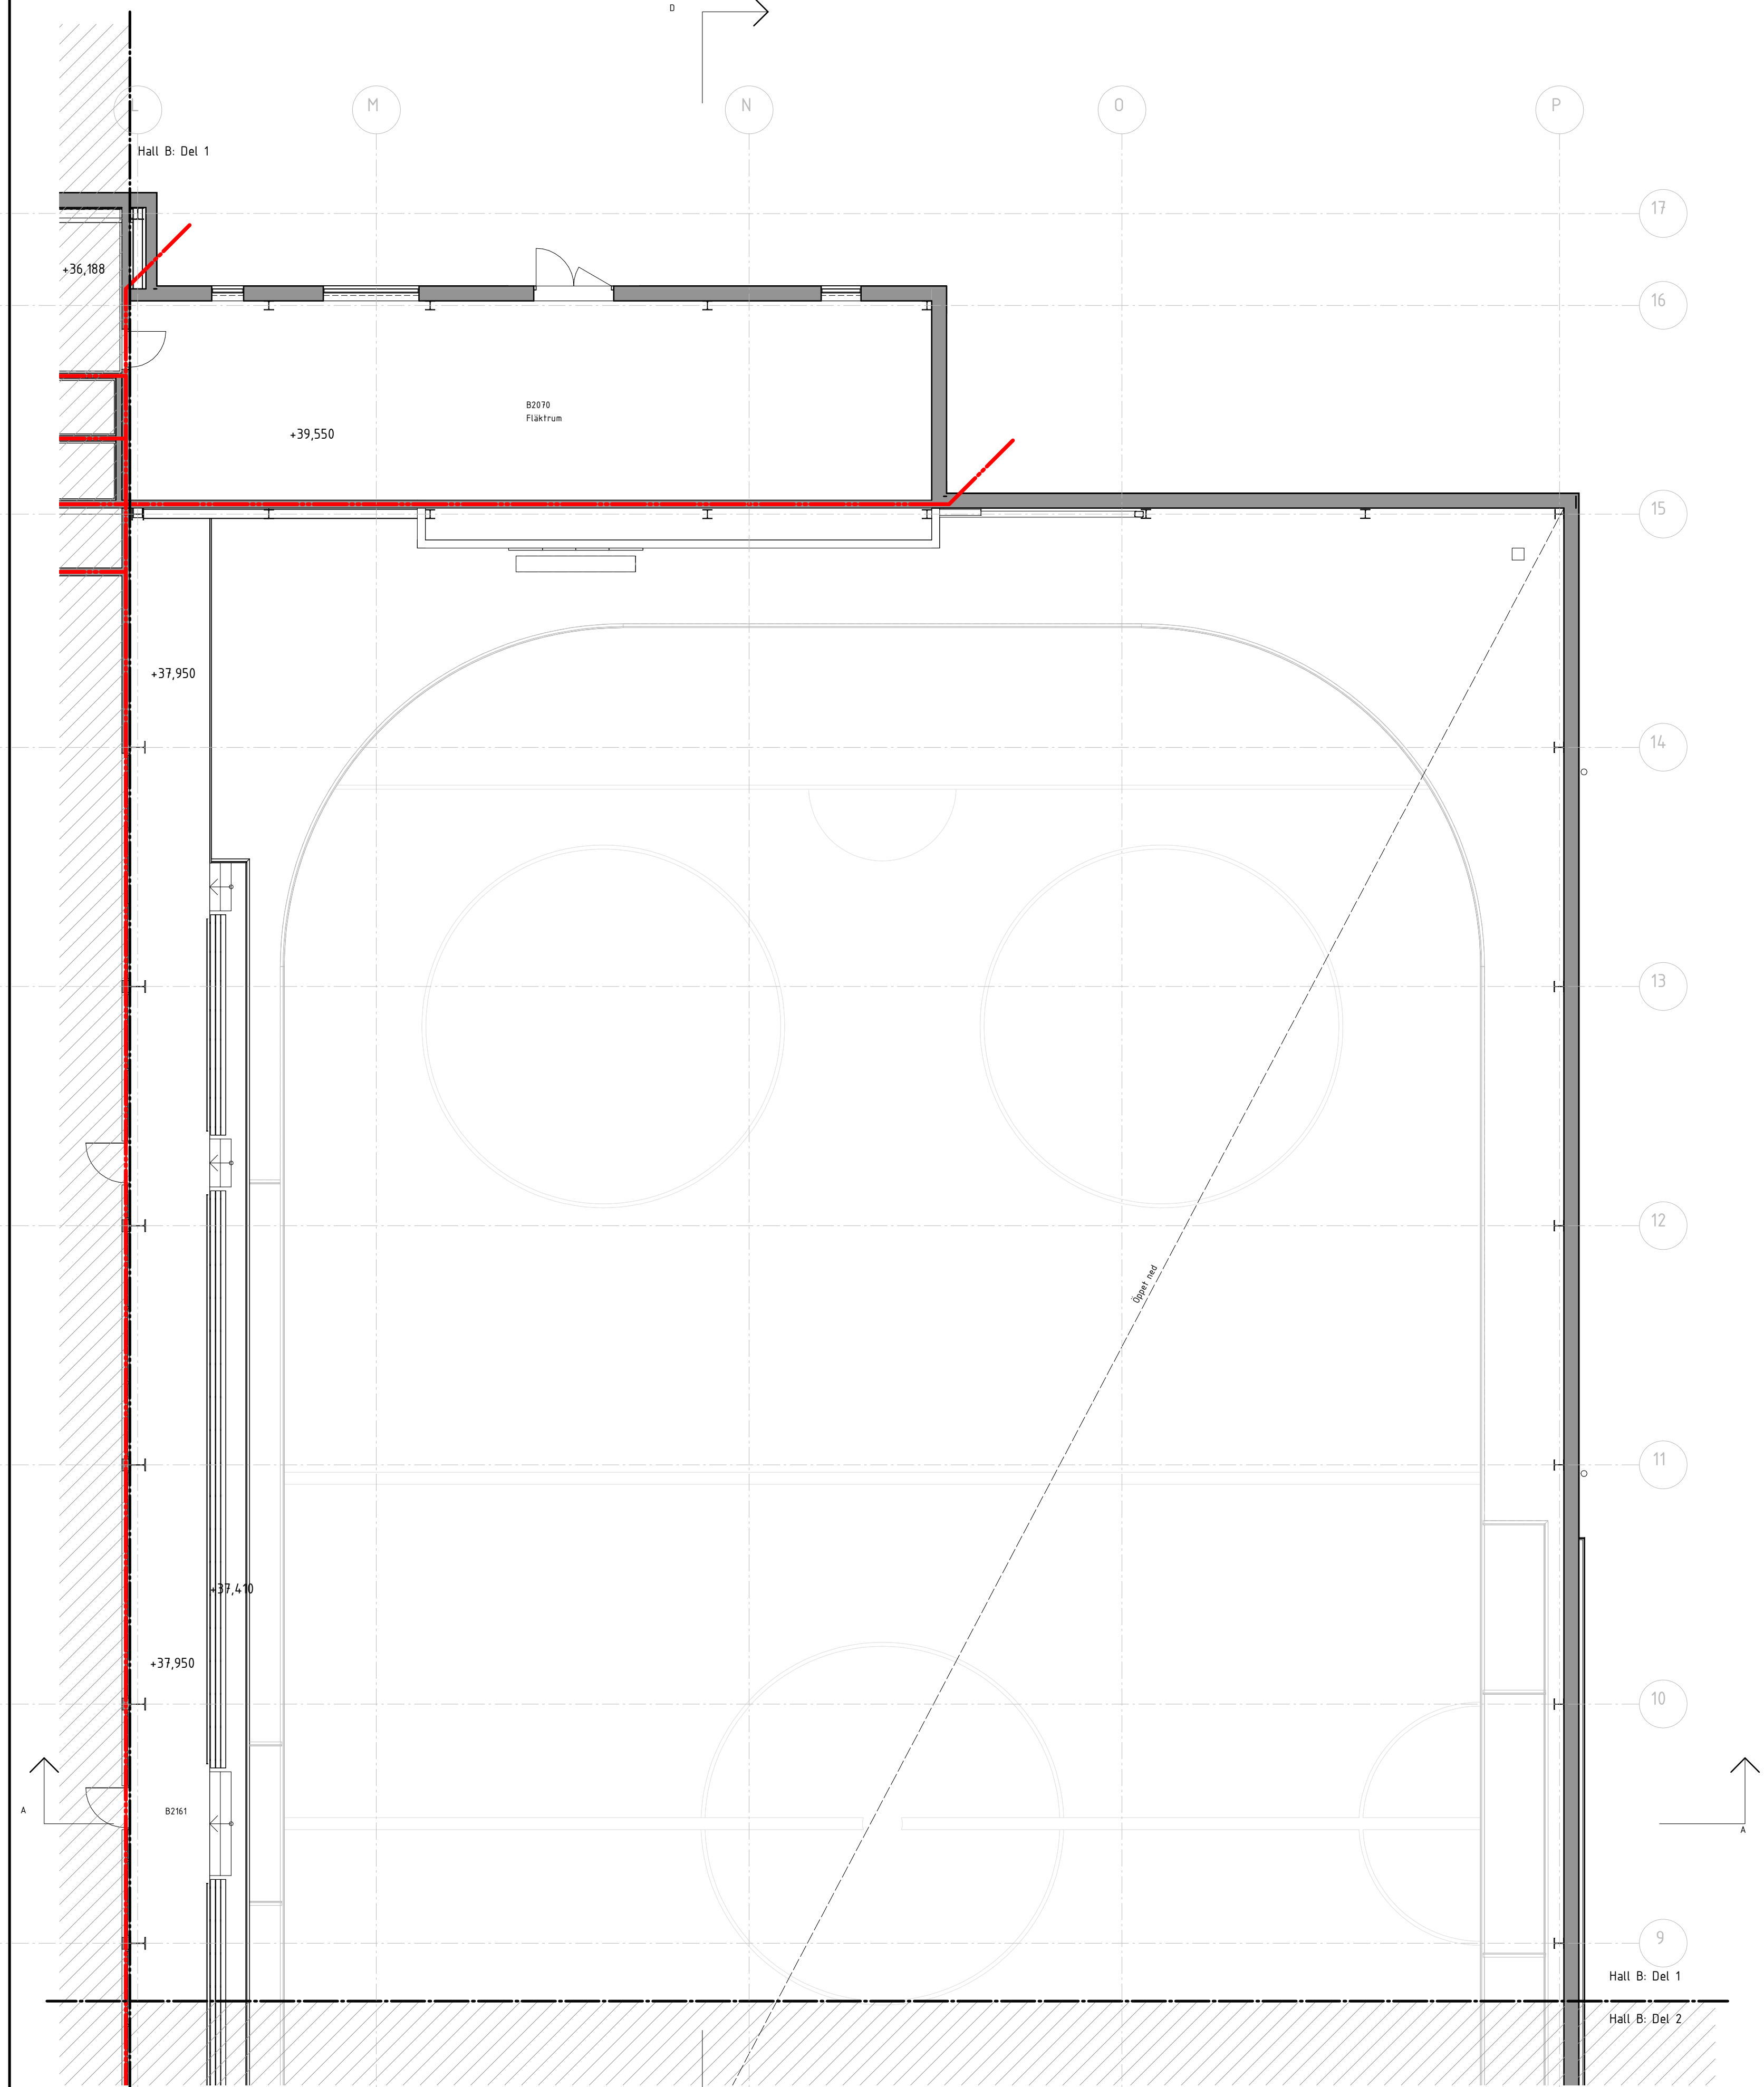 D
L
M
N
O
P
Hall B: Del 1
17
+36,188
16
B2070
Fläktrum
+39,550
15
+37,950
14
13
12
Öppet ned
11
+37,410
+37,950
10
A
B2161
A
9
Hall B: Del 1
Hall B: Del 2